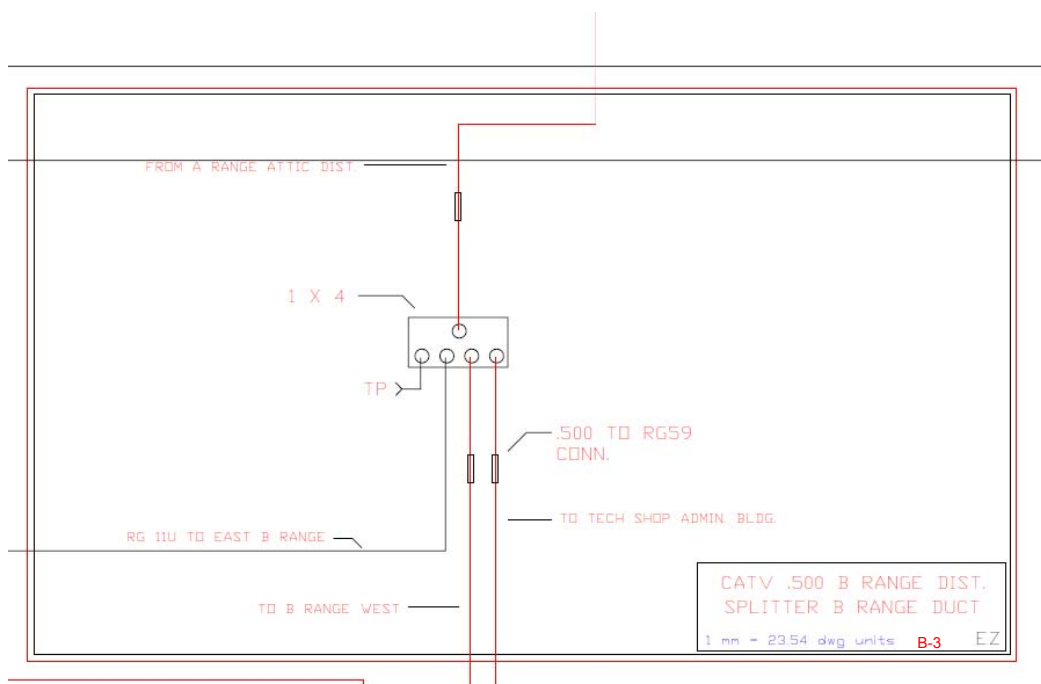 FROM A RANGE ATTIC DIST.
1 X 4
TP
.500 TO RG59
CONN.
TO TECH SHOP ADMIN. BLDG.
RG 11U TO EAST B RANGE
TO B RANGE WEST
CATV .500 B RANGE DIST.
SPLITTER B RANGE DUCT
1 mm = 23.54 dwg units B-3 EZ